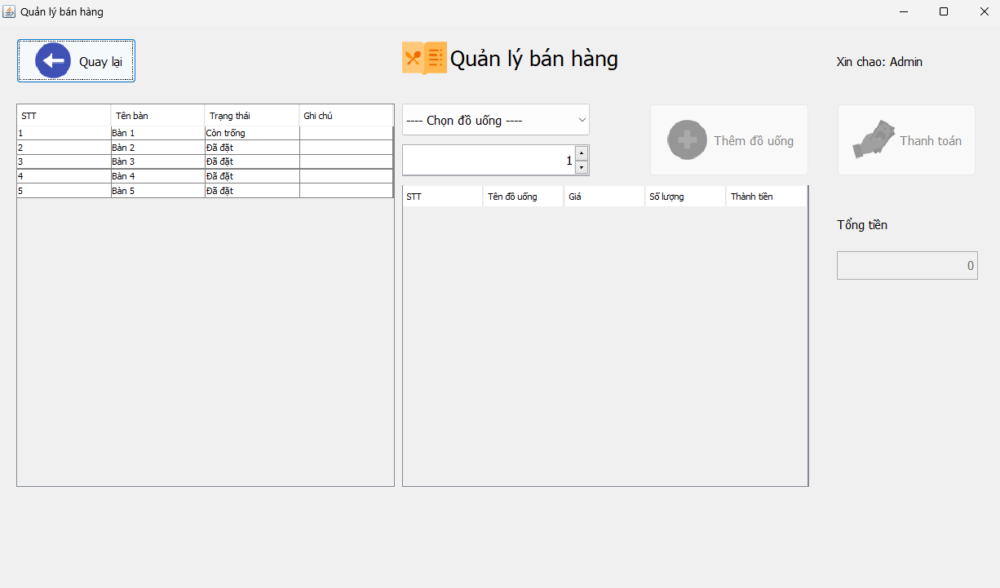 Quản lý bán hàng
Quay lại
Quản lý bán hàng
Xin chao: Admin
STT Tên bàn Trạng thái Ghi chú
1 Bàn 1 Còn trống
2 Bàn 2 Đã đặt
3 Bàn 3 Đã đặt
4 Bàn 4 Đã đặt
5 Bàn 5 Đã đặt
---- Chọn đồ uống ----
1
Thêm đồ uống
Thanh toán
STT Tên đồ uống Giá Số lượng Thành tiền
Tổng tiền
0